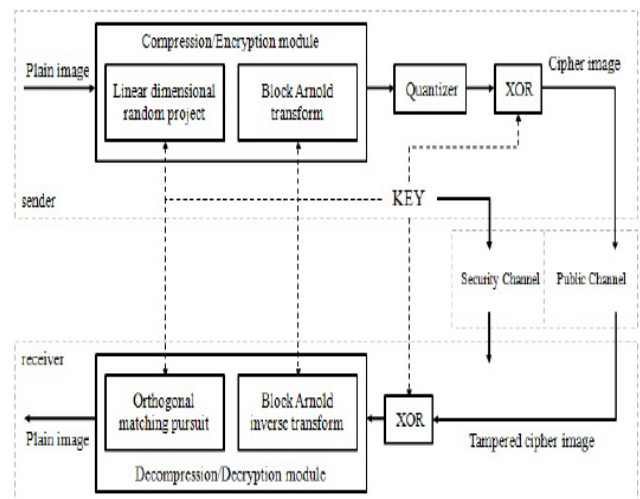 Compression/Encryption module
Plain image
Linear dimensional
random project
Block Arnold
transform
Quantizer
XOR
Cipher image
sender
KEY
Security Channel
Public Channel
receiver
Orthogonal
matching pursuit
Block Arnold
inverse transform
XOR
Plain image
Tampered cipher image
Decompression/Decryption module